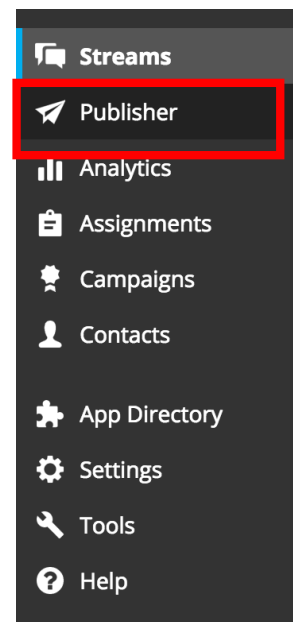 Streams
Publisher
Analytics
Assignments
Campaigns
Contacts
App Directory
Settings
Tools
Help